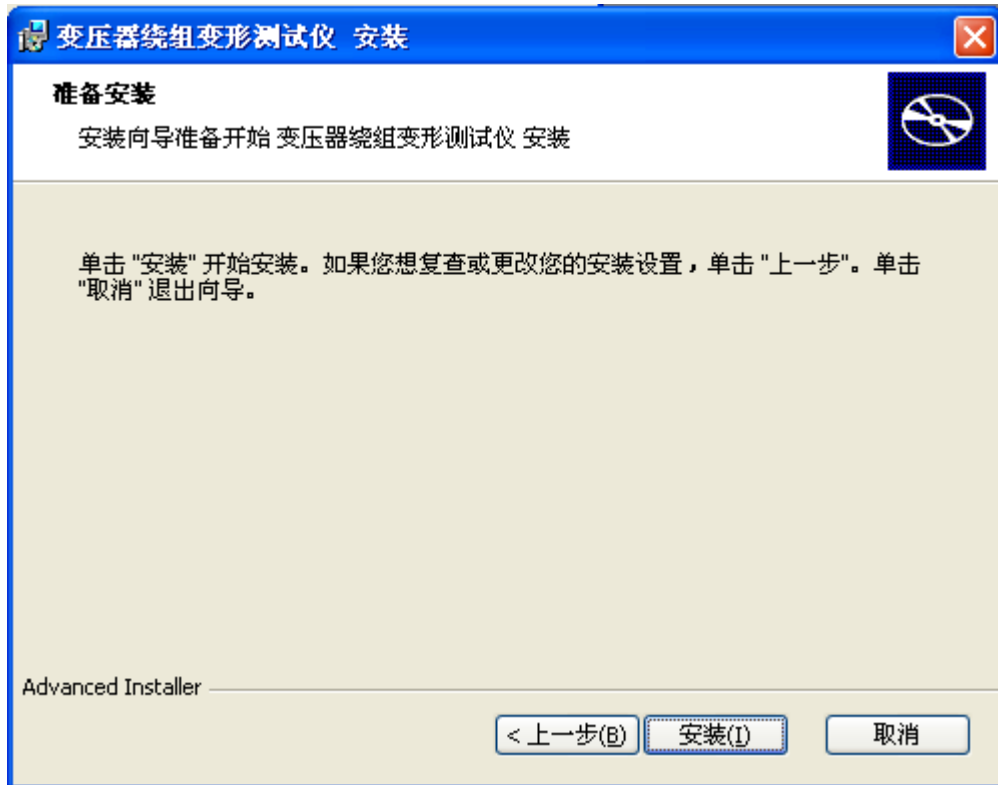 变压器绕组变形测试仪 安装
准备安装
安装向导准备开始 变压器绕组变形测试仪 安装
单击 "安装" 开始安装。如果您想复查或更改您的安装设置，单击 "上一步"。单击
"取消" 退出向导。
Advanced Installer
< 上一步(B)
安装(I)
取消